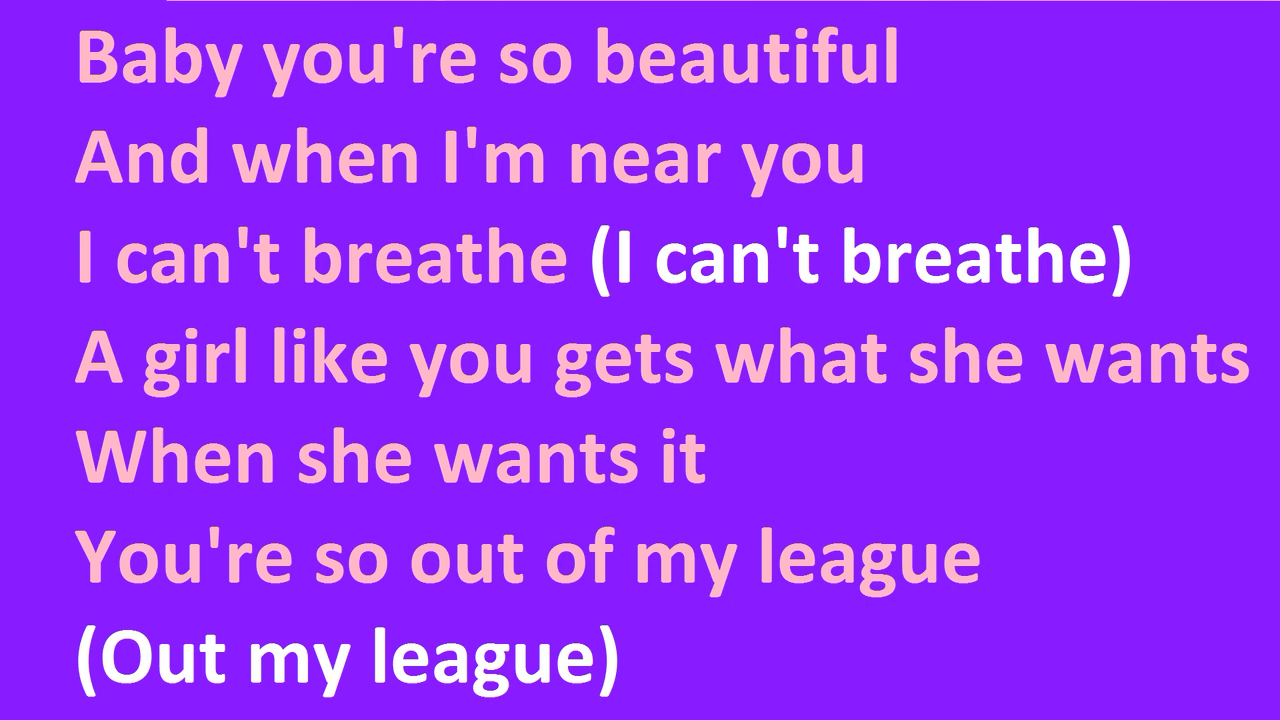 Baby you're so beautiful
And when I'm near you
I can't breathe (I can't breathe)
A girl like you gets what she wants
When she wants it
You're so out of my league
(Out my league)